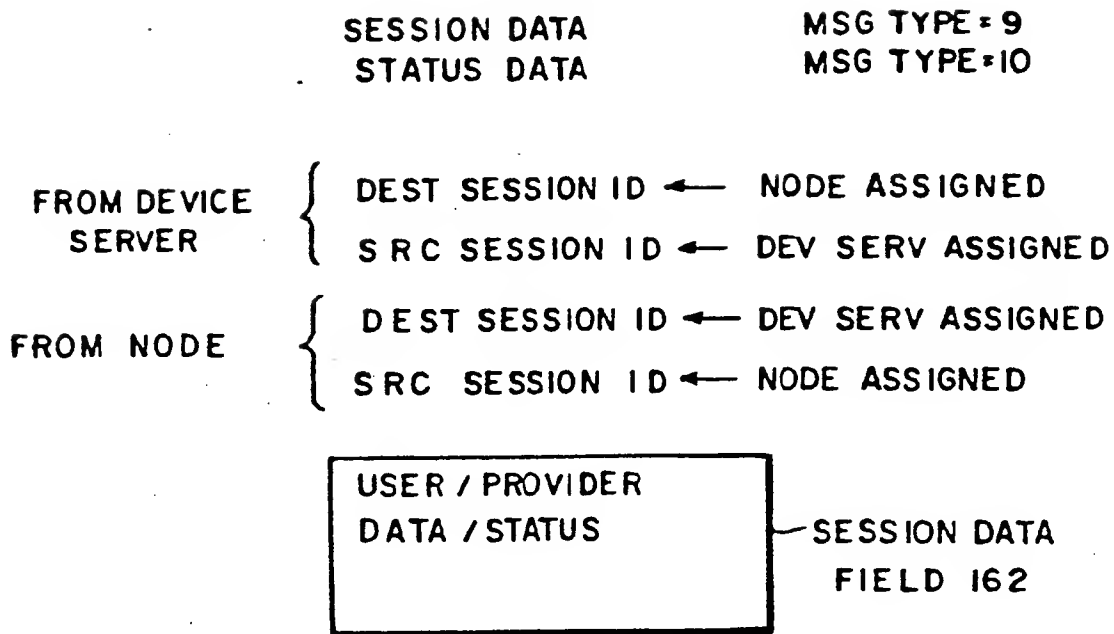 SESSION DATA MSG TYPE=9
STATUS DATA MSG TYPE=10
FROM DEVICE SERVER
DEST SESSION ID ← NODE ASSIGNED
SRC SESSION ID ← DEV SERV ASSIGNED
FROM NODE
DEST SESSION ID ← DEV SERV ASSIGNED
SRC SESSION ID ← NODE ASSIGNED
USER / PROVIDER
DATA / STATUS
SESSION DATA
FIELD 162